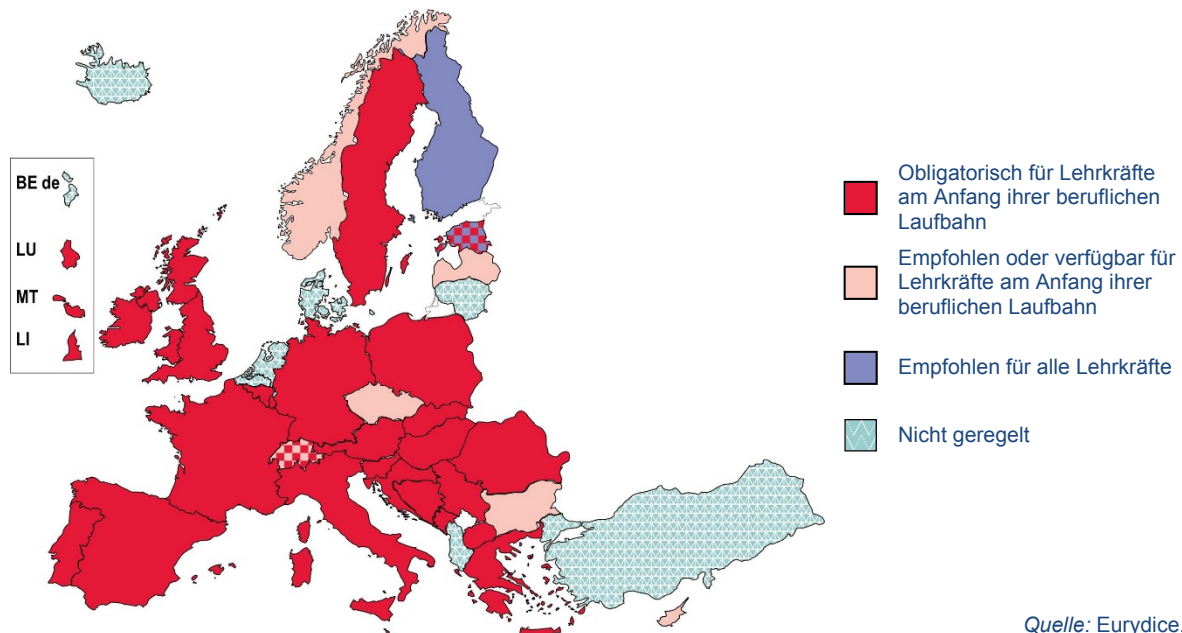 BE de
LU
MT
LI
Obligatorisch für Lehrkräfte
am Anfang ihrer beruflichen
Laufbahn
Empfohlen oder verfügbar für
Lehrkräfte am Anfang ihrer
beruflichen Laufbahn
Empfohlen für alle Lehrkräfte
Nicht geregelt
Quelle: Eurydice.